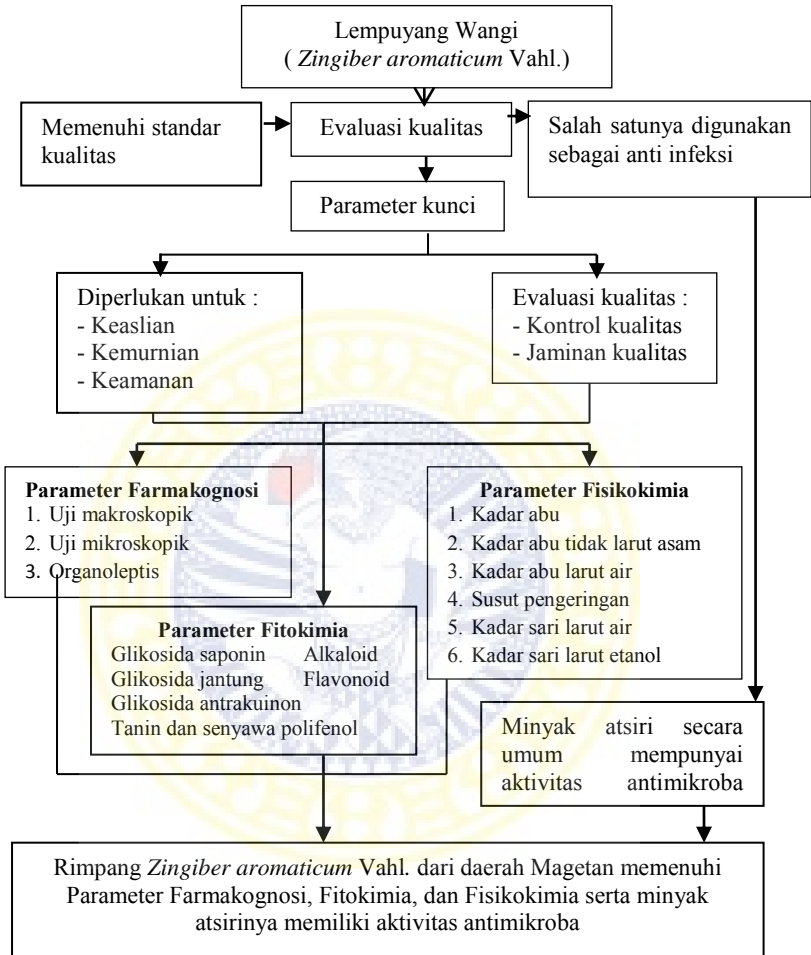 Lempuyang Wangi
( Zingiber aromaticum Vahl.)
Memenuhi standar
kualitas
Evaluasi kualitas
Salah satunya digunakan
sebagai anti infeksi
Parameter kunci
Diperlukan untuk :
- Keaslian
- Kemurnian
- Keamanan
Evaluasi kualitas :
- Kontrol kualitas
- Jaminan kualitas
Parameter Farmakognosi
1. Uji makroskopik
2. Uji mikroskopik
3. Organoleptis
Parameter Fisikokimia
1. Kadar abu
2. Kadar abu tidak larut asam
3. Kadar abu larut air
4. Susut pengeringan
5. Kadar sari larut air
6. Kadar sari larut etanol
Parameter Fitokimia
Glikosida saponin Alkaloid
Glikosida jantung Flavonoid
Glikosida antrakuinon
Tanin dan senyawa polifenol
Minyak atsiri secara
umum mempunyai
aktivitas antimikroba
Rimpang Zingiber aromaticum Vahl. dari daerah Magetan memenuhi
Parameter Farmakognosi, Fitokimia, dan Fisikokimia serta minyak
atsirinya memiliki aktivitas antimikroba